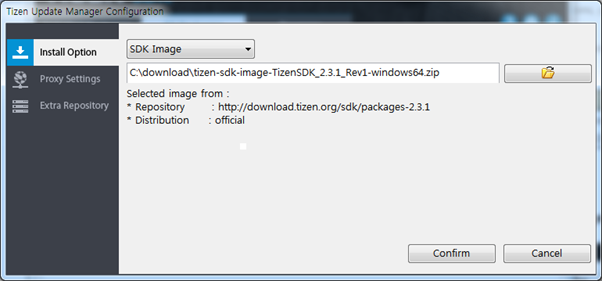 Tizen Update Manager Configuration
Install Option
Proxy Settings
Extra Repository
SDK Image
C:\download\tizen-sdk-image-TizenSDK_2.3.1_Rev1-windows64.zip
Selected image from :
* Repository : http://download.tizen.org/sdk/packages-2.3.1
* Distribution : official
Confirm
Cancel